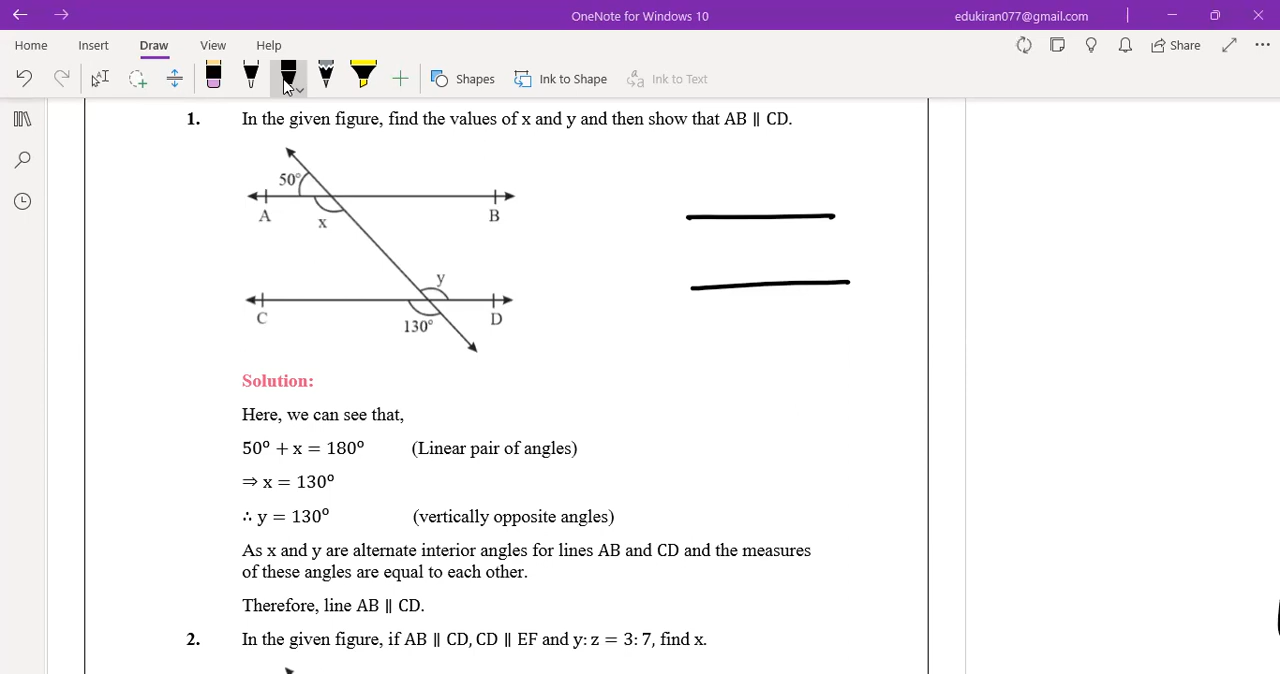 OneNote for Windows 10
edukiran077@gmail.com
Home Insert Draw View Help
Share
Shapes Ink to Shape Ink to Text
1. In the given figure, find the values of x and y and then show that AB ∥ CD.
50°
A B
x
y
C D
130°
Solution:
Here, we can see that,
50° + x = 180° (Linear pair of angles)
⇒ x = 130°
∴ y = 130° (vertically opposite angles)
As x and y are alternate interior angles for lines AB and CD and the measures
of these angles are equal to each other.
Therefore, line AB ∥ CD.
2. In the given figure, if AB ∥ CD, CD ∥ EF and y: z = 3: 7, find x.